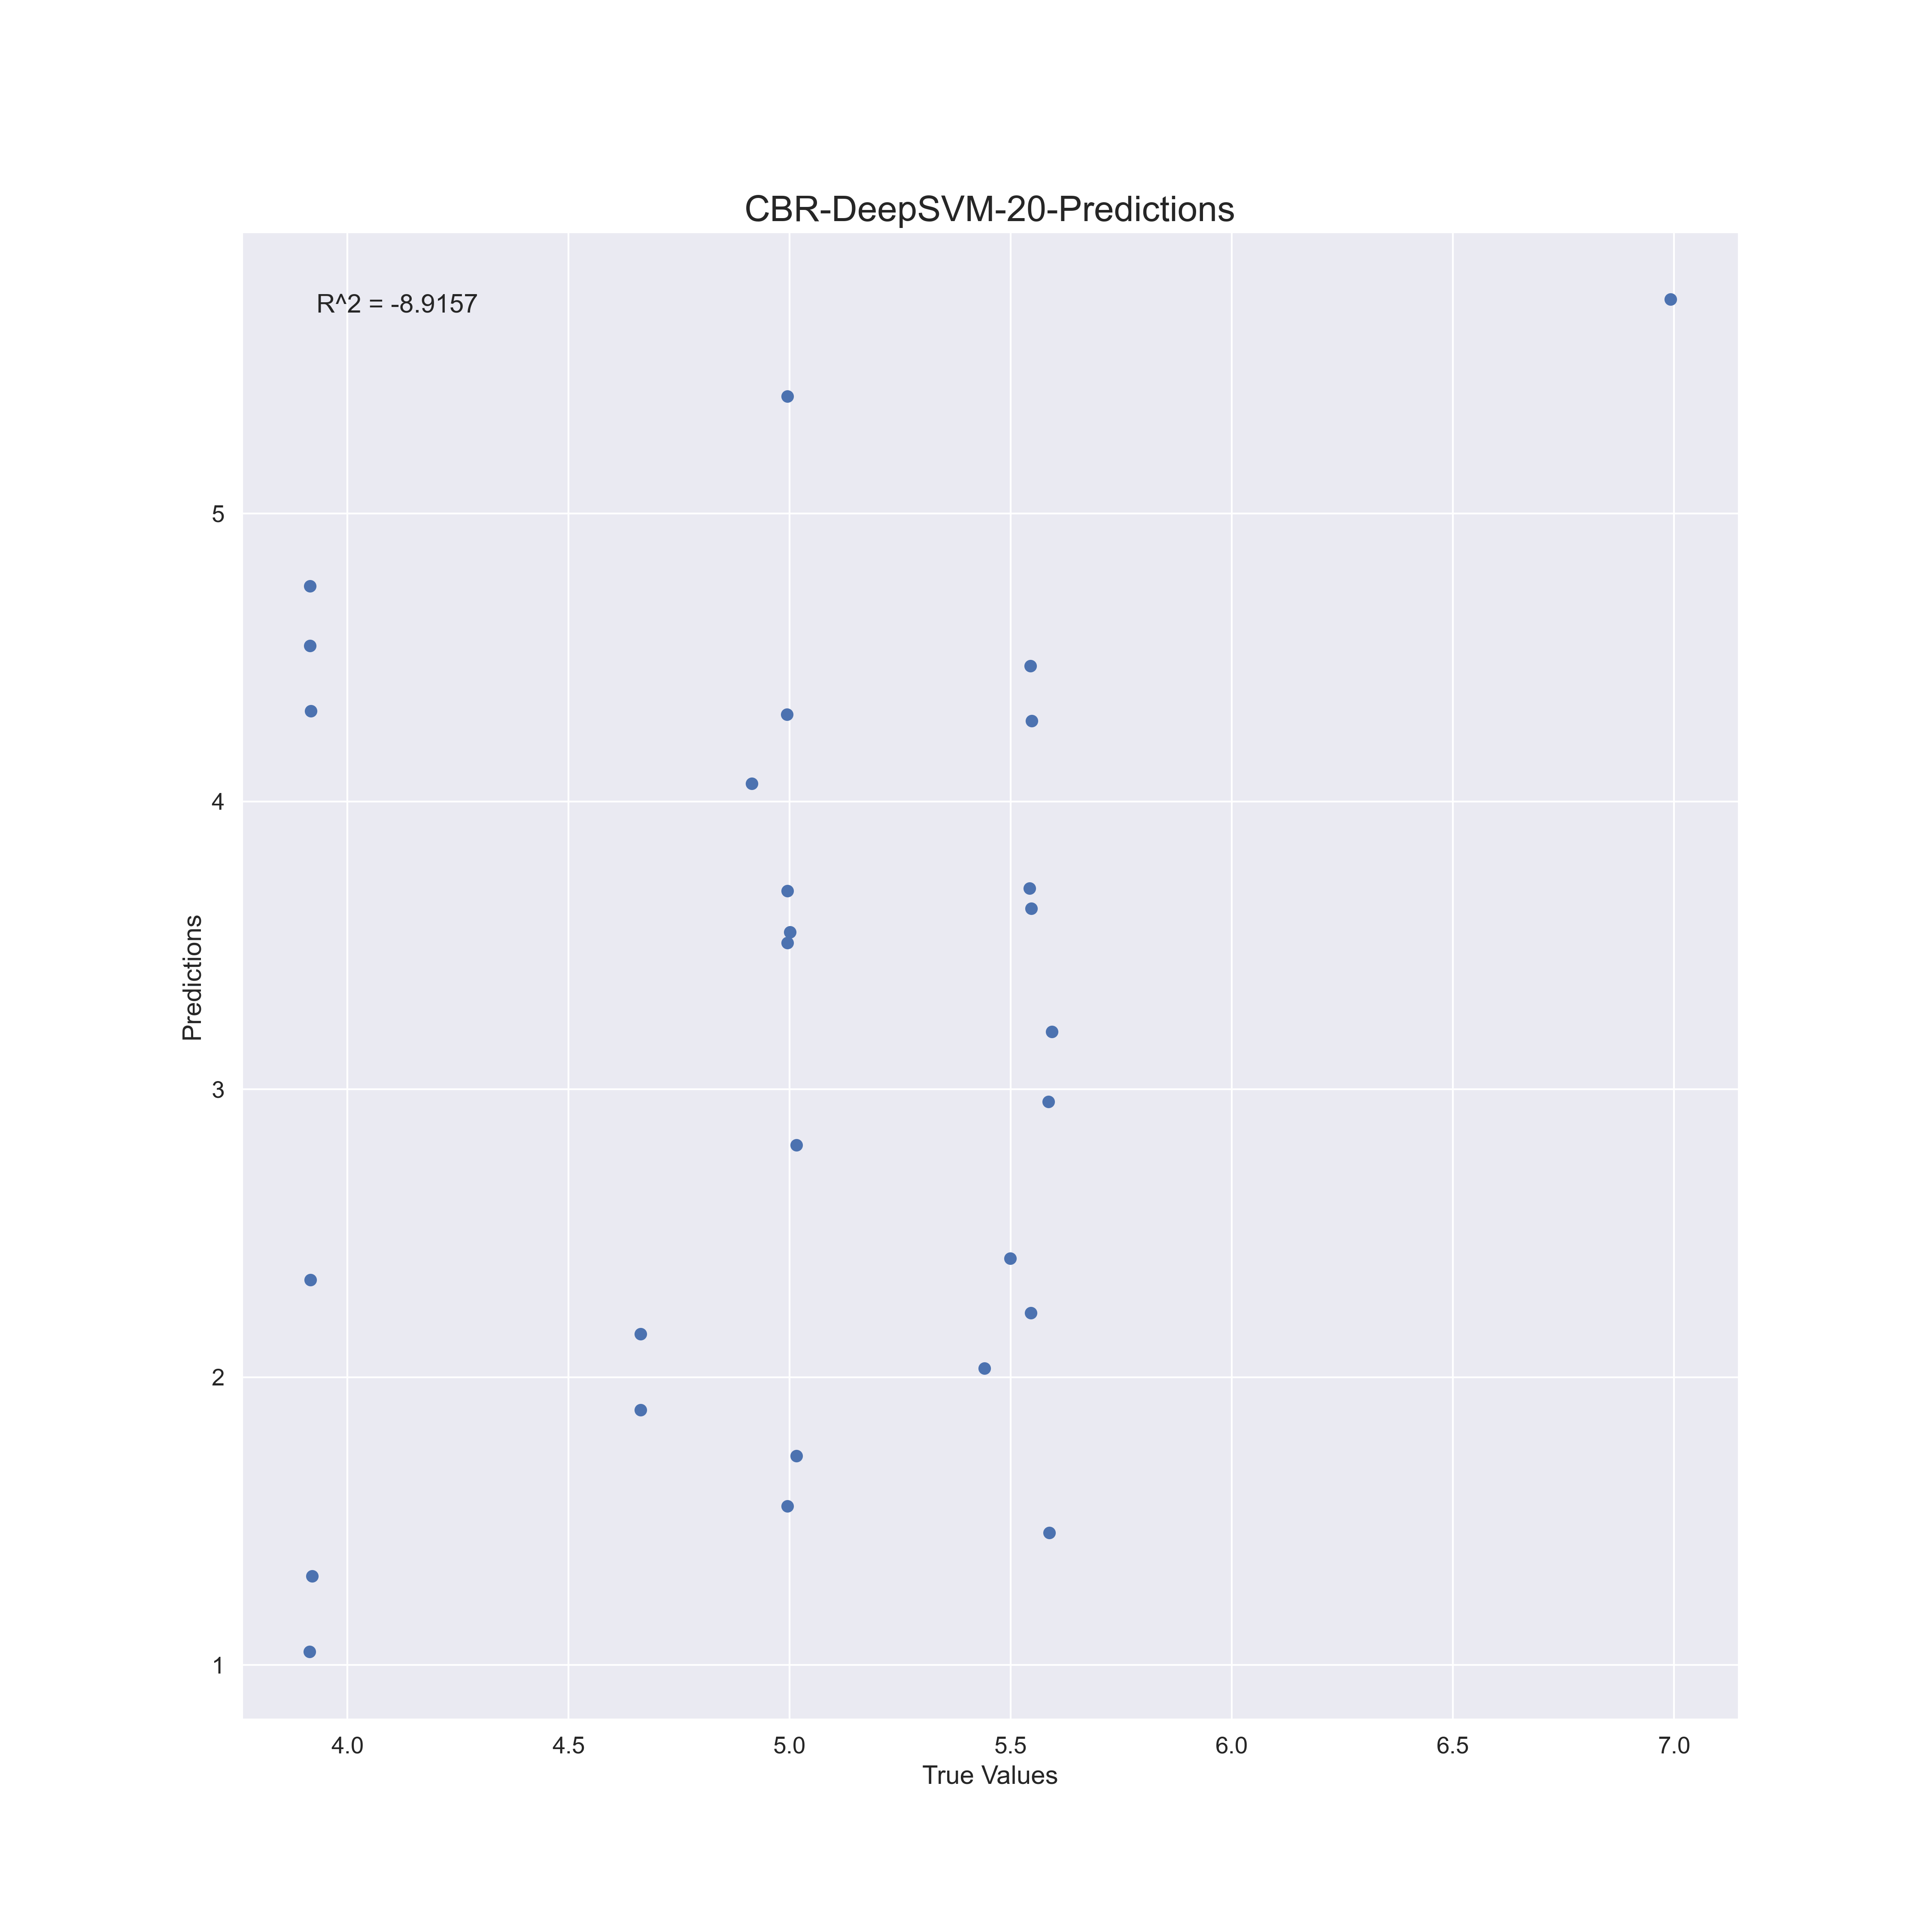 CBR-DeepSVM-20-Predictions
R^2 = -8.9157
5
4
3
2
1
Predictions
4.0 4.5 5.0 5.5 6.0 6.5 7.0
True Values